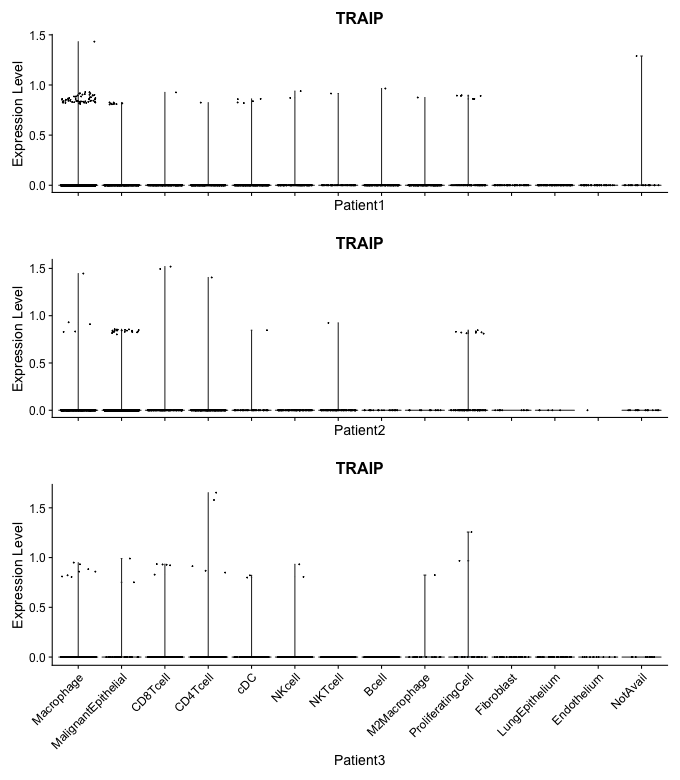 TRAIP
Expression Level
1.5
1.0
0.5
0.0
Patient1
TRAIP
Expression Level
1.5
1.0
0.5
0.0
Patient2
TRAIP
Expression Level
1.5
1.0
0.5
0.0
Macrophage
MalignantEpithelial
CD8Tcell
CD4Tcell
cDC
NKcell
NKTcell
Bcell
M2Macrophage
ProliferatingCell
Fibroblast
LungEpithelium
Endothelium
NotAvail
Patient3